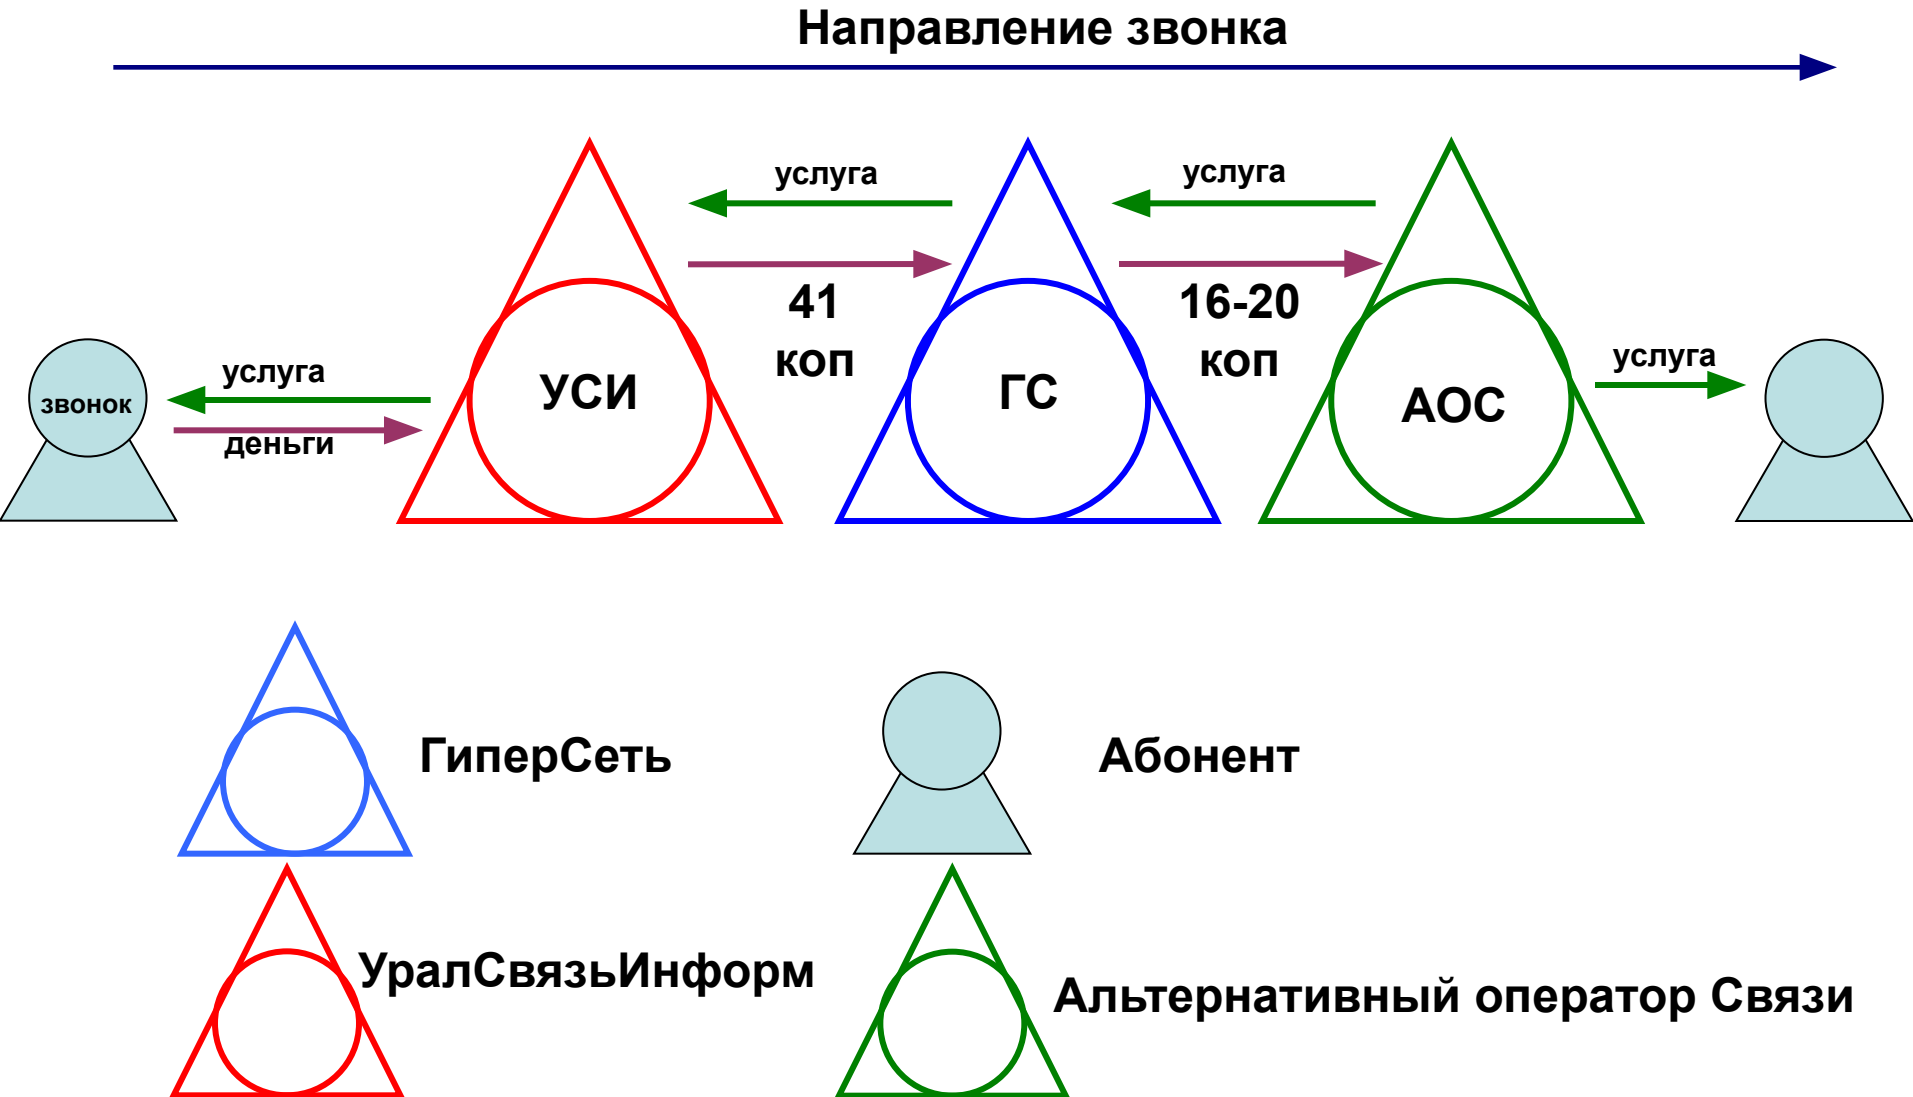 Направление звонка
услуга
услуга
41
коп
16-20
коп
звонок
услуга
деньги
УСИ
ГС
АОС
услуга
ГиперСеть
Абонент
УралСвязьИнформ
Альтернативный оператор Связи